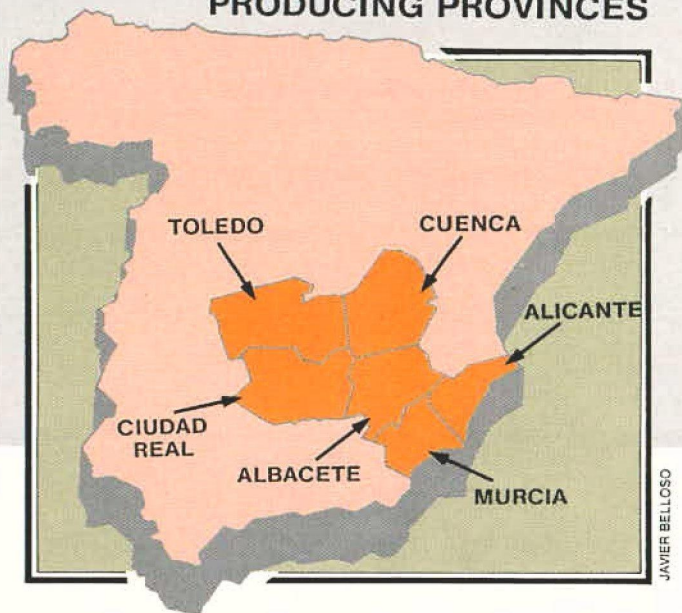 PRODUCING PROVINCES
TOLEDO
CUENCA
ALICANTE
CIUDAD
REAL
ALBACETE
MURCIA
JAVIER BELLOSO